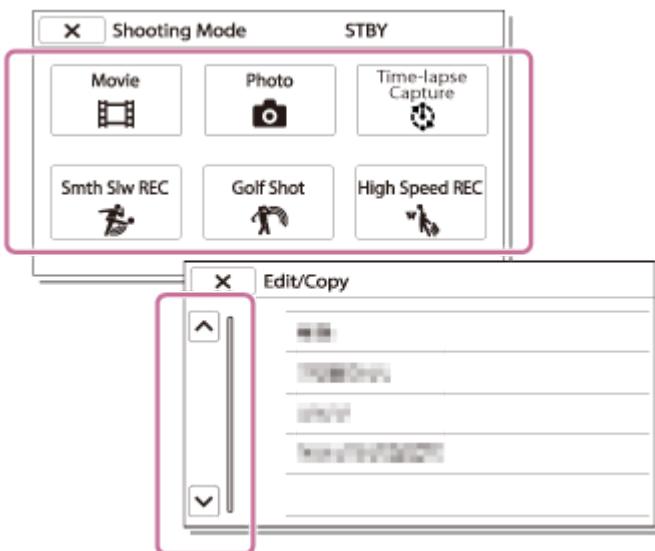 × Shooting Mode STBY
Movie Photo Time-lapse
Capture
Smth Slw REC Golf Shot High Speed REC
× Edit/Copy